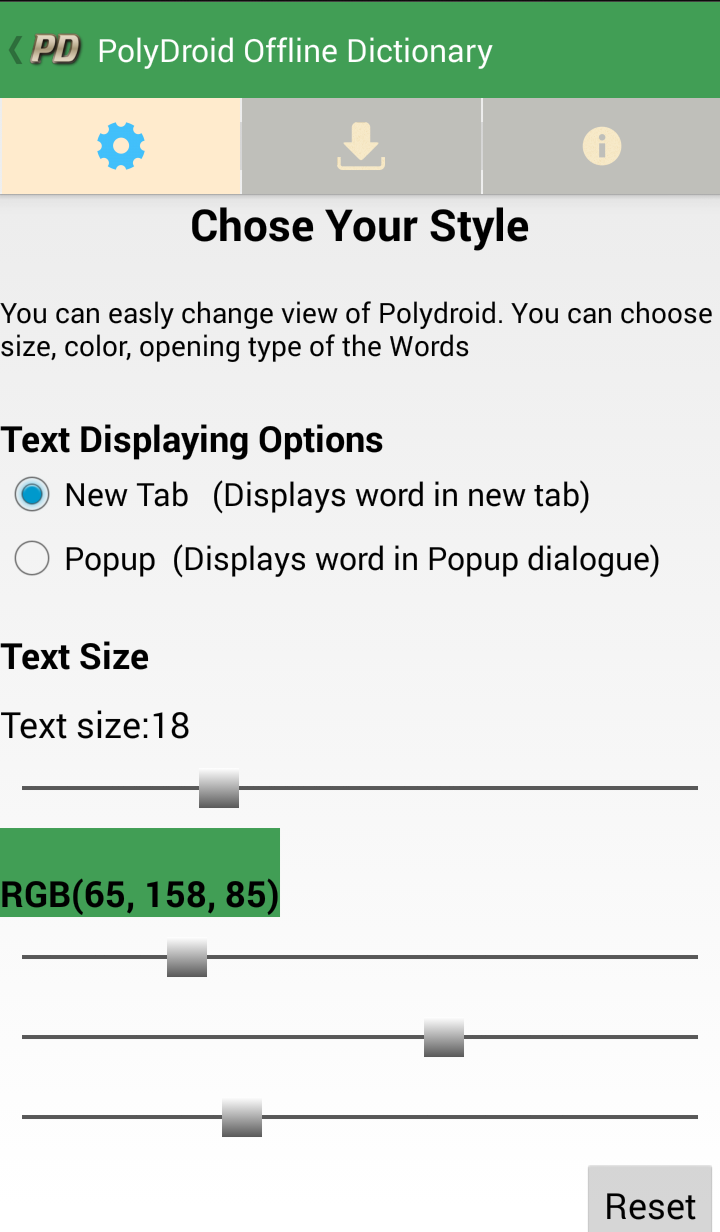 PD PolyDroid Offline Dictionary
Chose Your Style
You can easly change view of Polydroid. You can choose
size, color, opening type of the Words
Text Displaying Options
New Tab (Displays word in new tab)
Popup (Displays word in Popup dialogue)
Text Size
Text size:18
RGB(65, 158, 85)
Reset